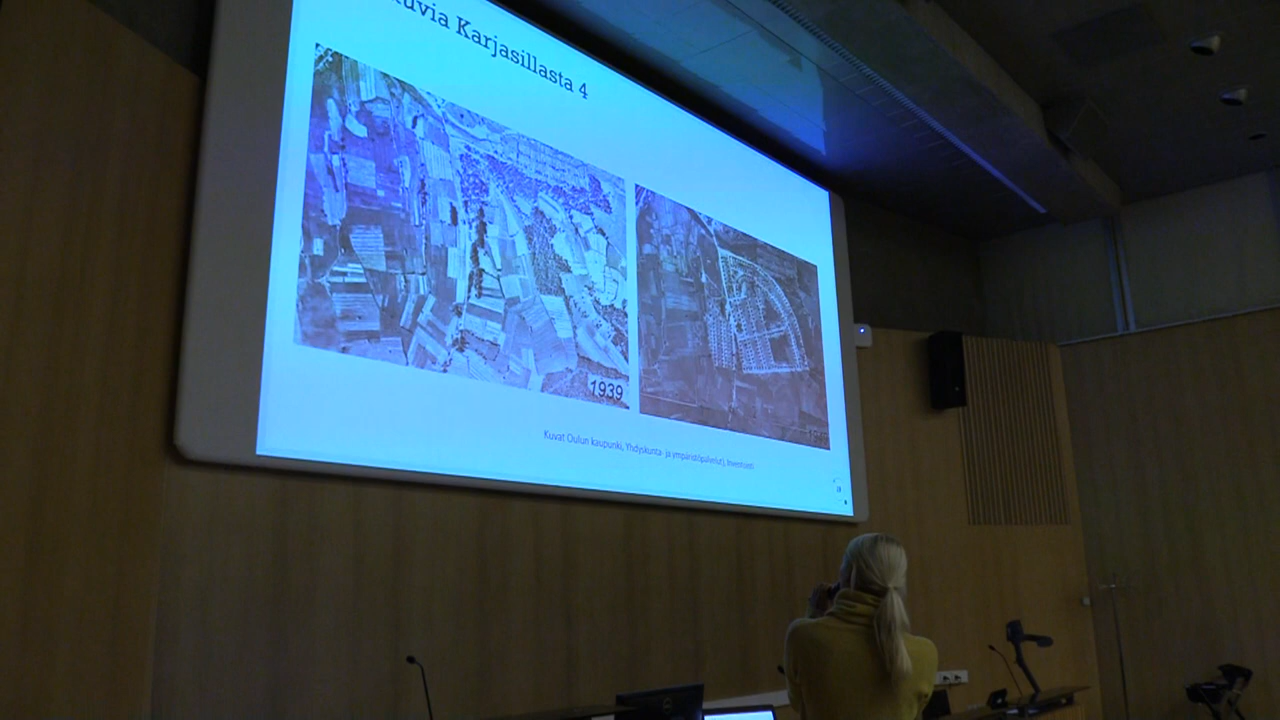 Karjasillasta 4
1939
Kuvat Oulun kaupunki, Yhdyskunta- ja ympäristöpalvelut